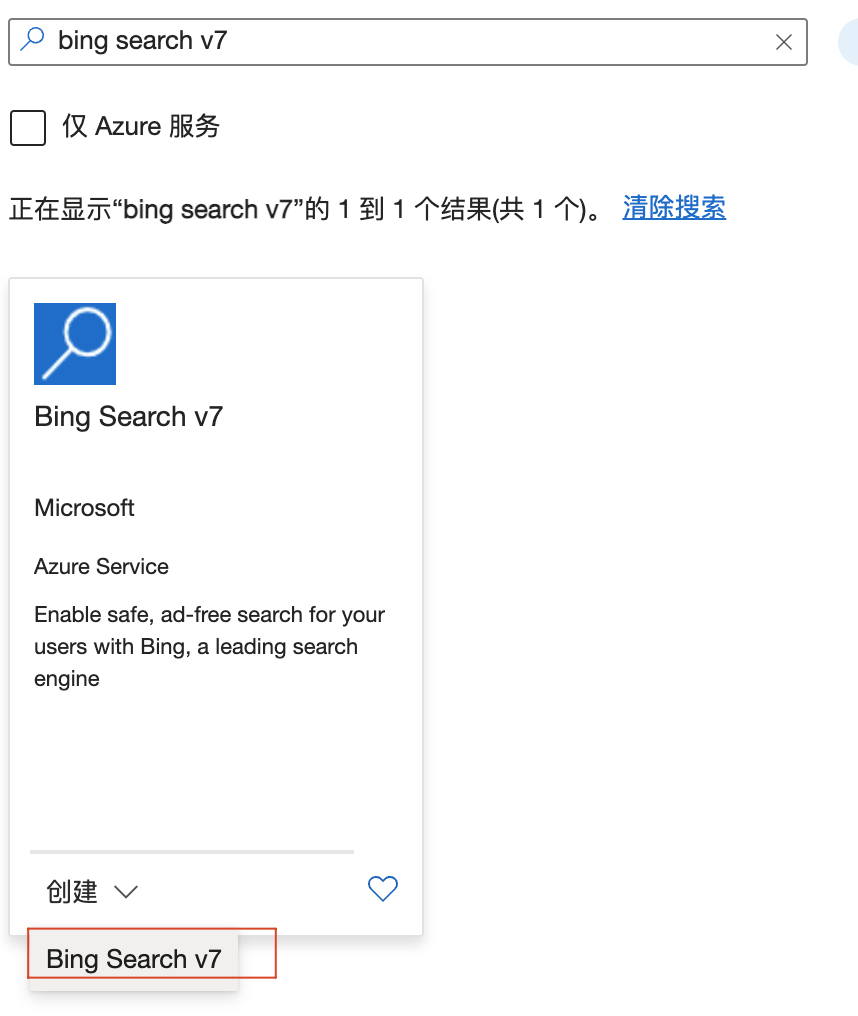 bing search v7
仅 Azure 服务
正在显示“bing search v7”的 1 到 1 个结果(共 1 个)。 清除搜索
Bing Search v7
Microsoft
Azure Service
Enable safe, ad-free search for your
users with Bing, a leading search
engine
创建
Bing Search v7